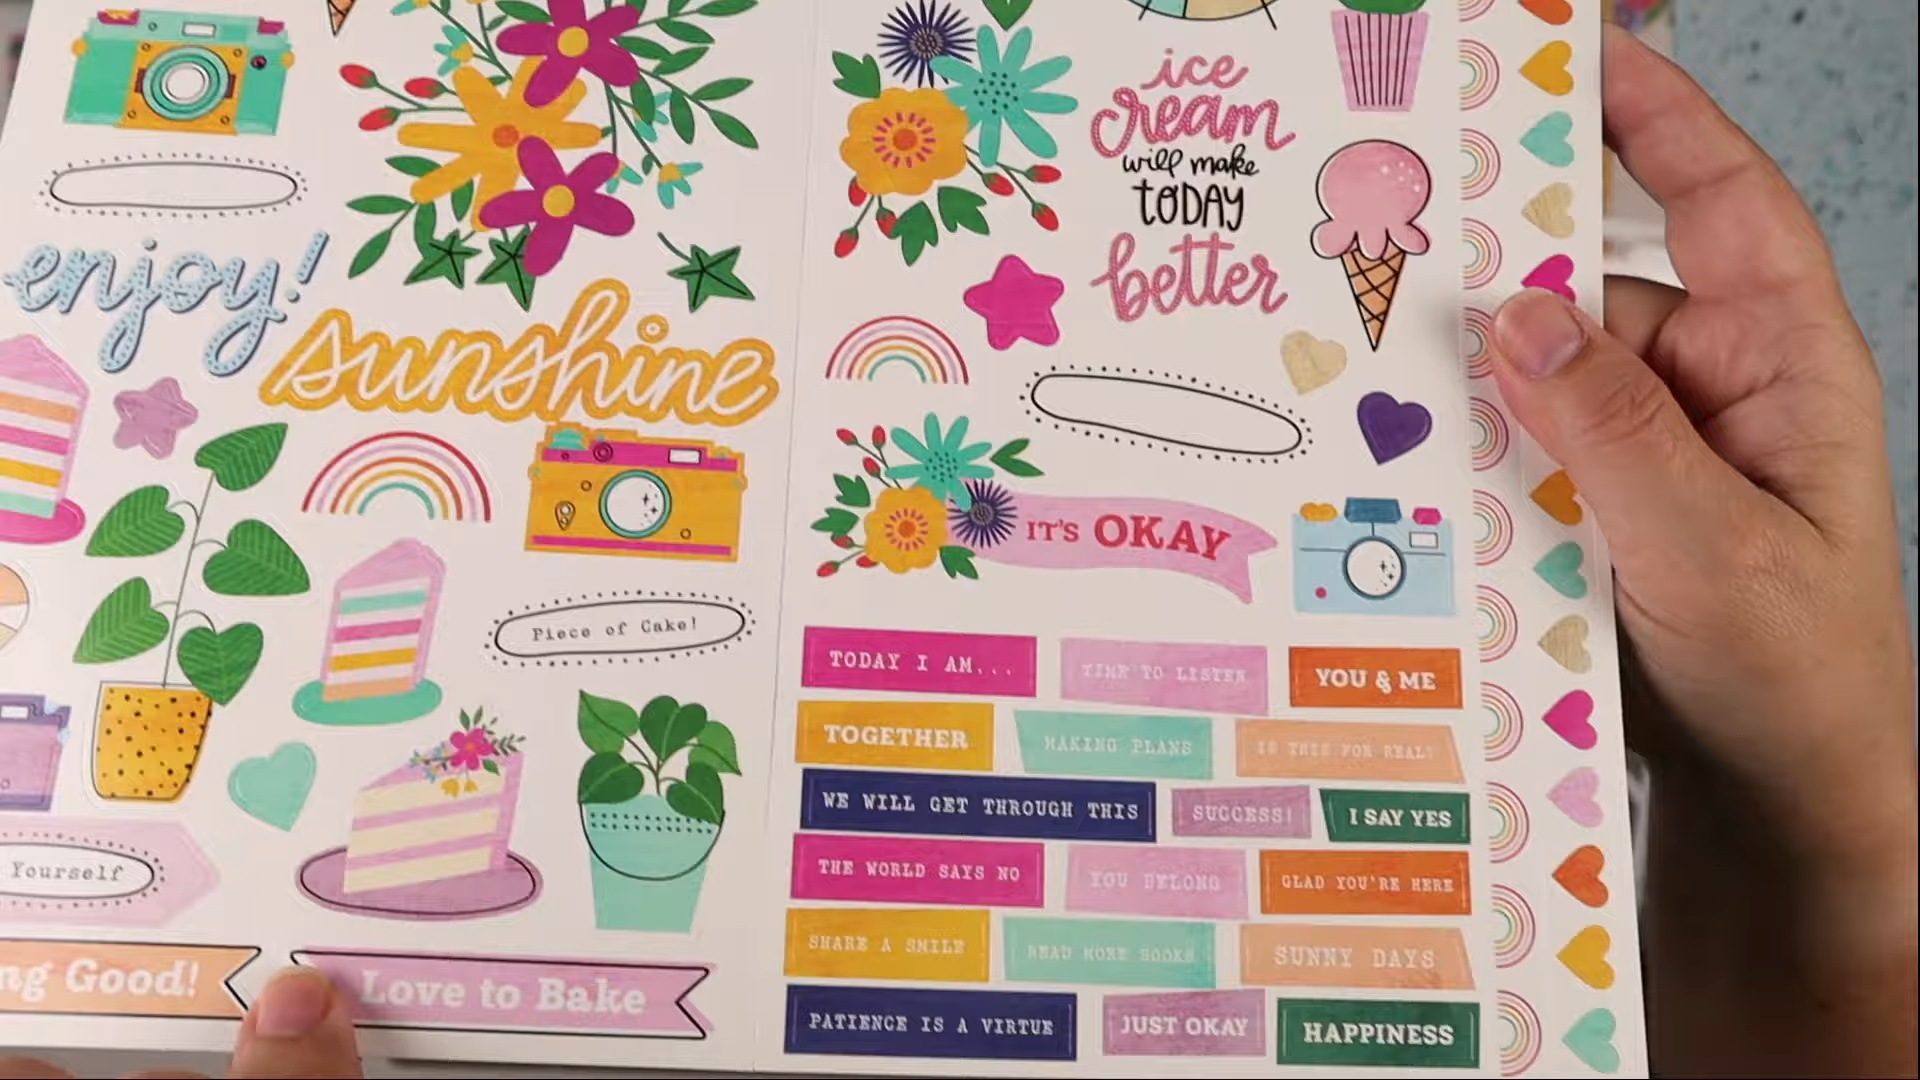 enjoy!
sunshine
Piece of Cake!
Yourself
ng Good!
Love to Bake
ice
cream
will make
TODAY
better
IT'S OKAY
TODAY I AM...
TIME TO LISTEN
YOU & ME
TOGETHER
MAKING PLANS
IS THIS FOR REAL?
WE WILL GET THROUGH THIS
SUCCESS!
I SAY YES
THE WORLD SAYS NO
YOU BELONG
GLAD YOU'RE HERE
SHARE A SMILE
READ MORE BOOKS
SUNNY DAYS
PATIENCE IS A VIRTUE
JUST OKAY
HAPPINESS